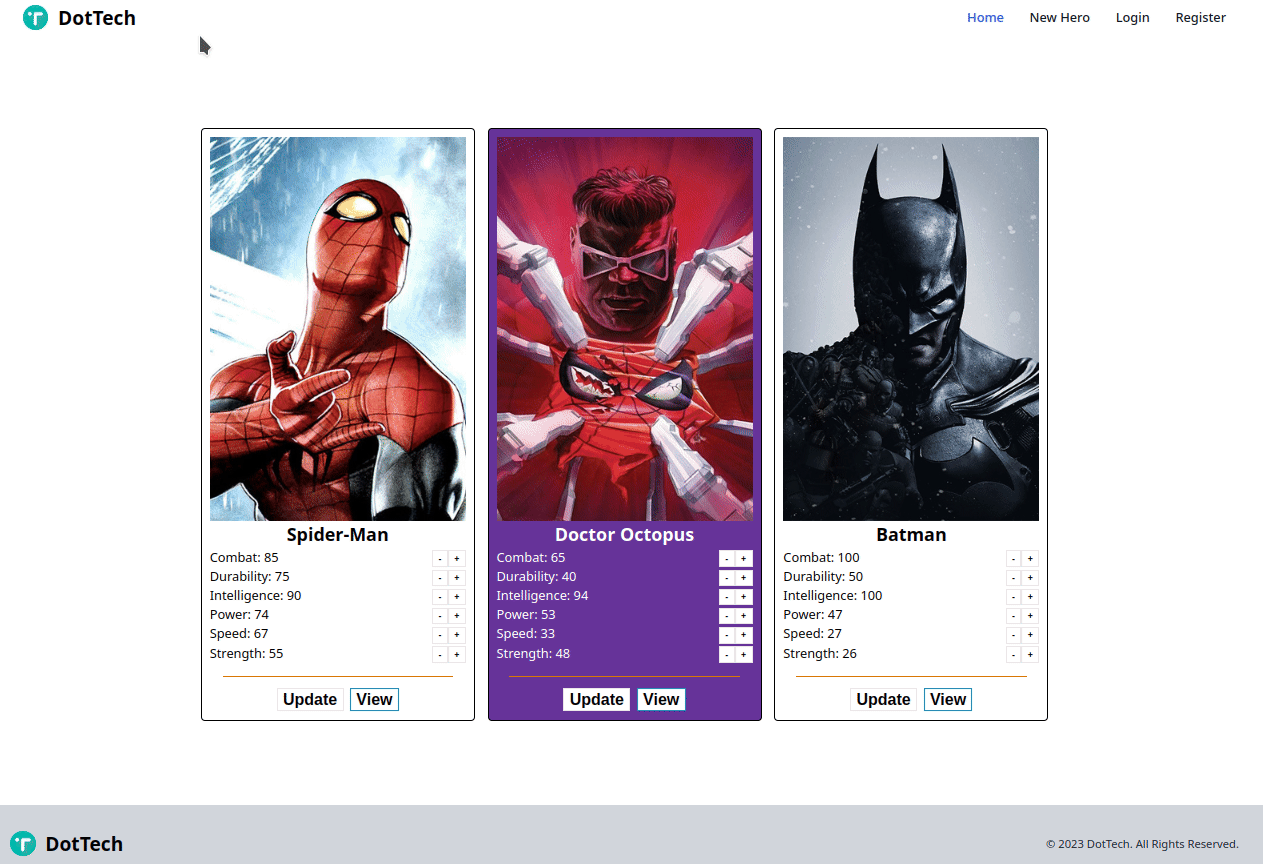 DotTech
Home New Hero Login Register
Spider-Man
Combat: 85 - +
Durability: 75 - +
Intelligence: 90 - +
Power: 74 - +
Speed: 67 - +
Strength: 55 - +
Update View
Doctor Octopus
Combat: 65 - +
Durability: 40 - +
Intelligence: 94 - +
Power: 53 - +
Speed: 33 - +
Strength: 48 - +
Update View
Batman
Combat: 100 - +
Durability: 50 - +
Intelligence: 100 - +
Power: 47 - +
Speed: 27 - +
Strength: 26 - +
Update View
DotTech
© 2023 DotTech. All Rights Reserved.